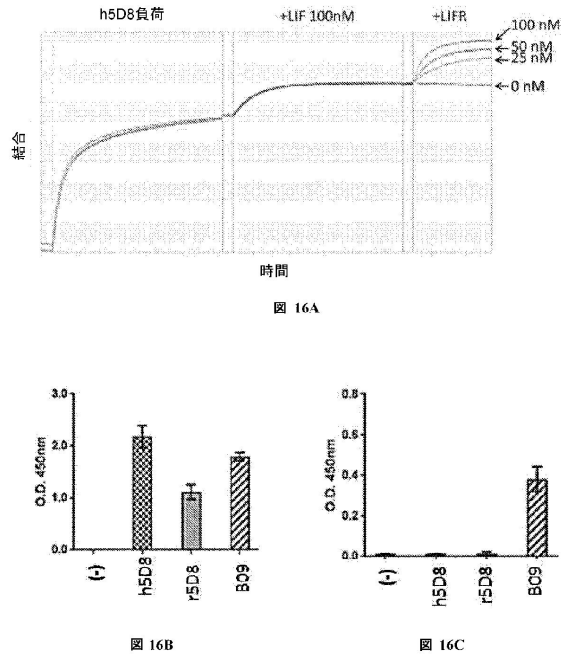 h5D8負荷 +LIF 100nM +LIFR
100 nM
50 nM
25 nM
0 nM
結合
時間
図 16A
O.D. 450nm
3.0
2.0
1.0
0.0
(-) h5D8 r5D8 B09
図 16B
O.D. 450nm
0.8
0.6
0.4
0.2
0.0
(-) h5D8 r5D8 B09
図 16C